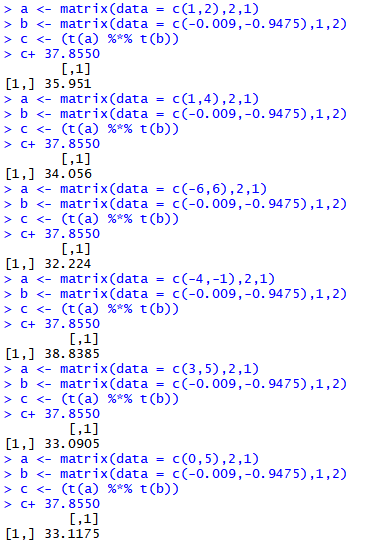 > a <- matrix(data = c(1,2),2,1)
> b <- matrix(data = c(-0.009,-0.9475),1,2)
> c <- (t(a) %*% t(b))
> c+ 37.8550
[,1]
[1,] 35.951
> a <- matrix(data = c(1,4),2,1)
> b <- matrix(data = c(-0.009,-0.9475),1,2)
> c <- (t(a) %*% t(b))
> c+ 37.8550
[,1]
[1,] 34.056
> a <- matrix(data = c(-6,6),2,1)
> b <- matrix(data = c(-0.009,-0.9475),1,2)
> c <- (t(a) %*% t(b))
> c+ 37.8550
[,1]
[1,] 32.224
> a <- matrix(data = c(-4,-1),2,1)
> b <- matrix(data = c(-0.009,-0.9475),1,2)
> c <- (t(a) %*% t(b))
> c+ 37.8550
[,1]
[1,] 38.8385
> a <- matrix(data = c(3,5),2,1)
> b <- matrix(data = c(-0.009,-0.9475),1,2)
> c <- (t(a) %*% t(b))
> c+ 37.8550
[,1]
[1,] 33.0905
> a <- matrix(data = c(0,5),2,1)
> b <- matrix(data = c(-0.009,-0.9475),1,2)
> c <- (t(a) %*% t(b))
> c+ 37.8550
[,1]
[1,] 33.1175